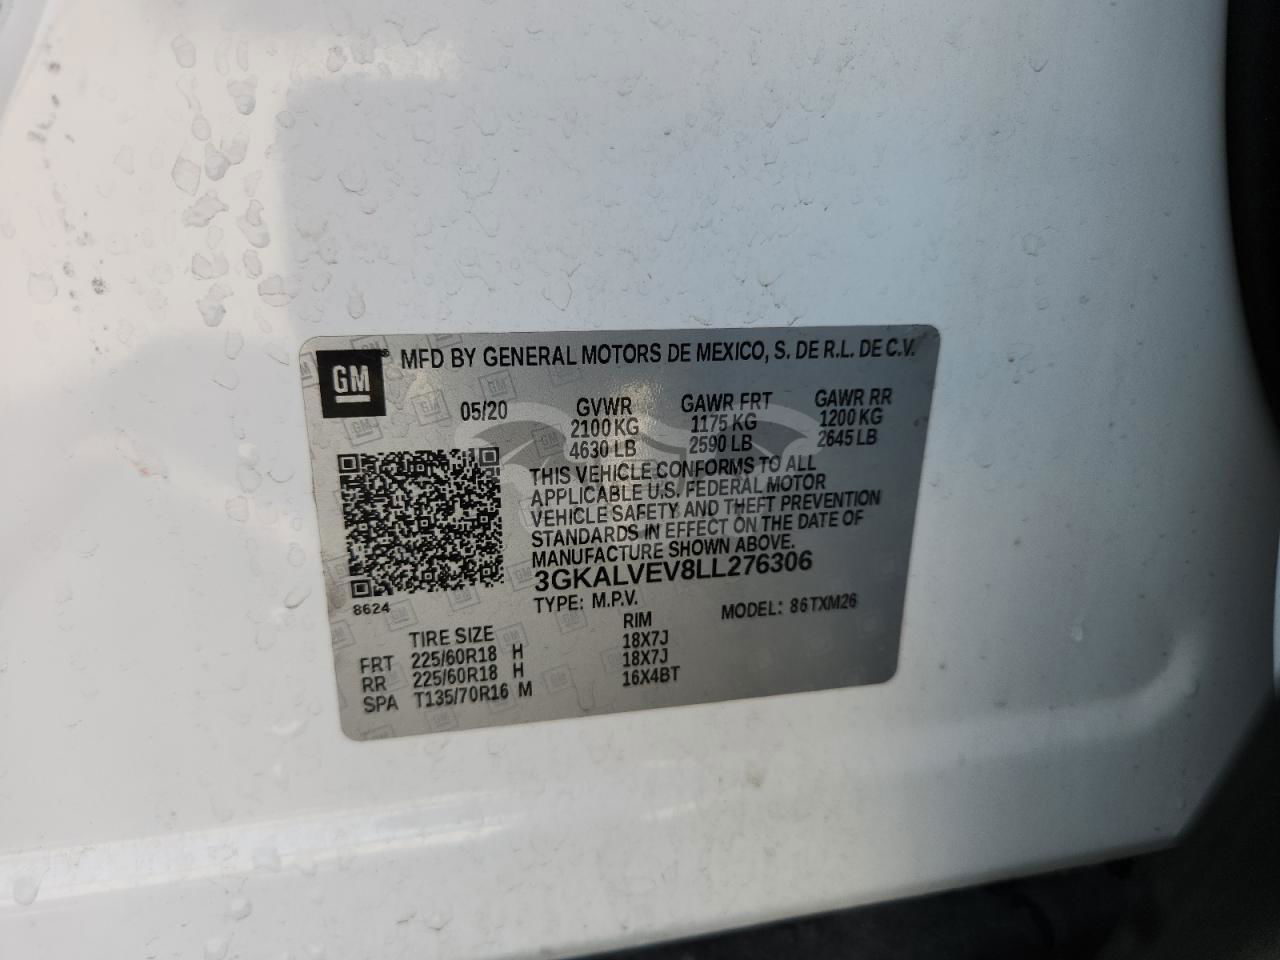 GM® MFD BY GENERAL MOTORS DE MEXICO, S. DE R.L. DE C.V.
05/20 GVWR GAWR FRT GAWR RR
2100 KG 1175 KG 1200 KG
4630 LB 2590 LB 2645 LB
THIS VEHICLE CONFORMS TO ALL
APPLICABLE U.S. FEDERAL MOTOR
VEHICLE SAFETY AND THEFT PREVENTION
STANDARDS IN EFFECT ON THE DATE OF
MANUFACTURE SHOWN ABOVE.
3GKALVEV8LL276306
8624 TYPE: M.P.V. MODEL: 86TXM26
TIRE SIZE RIM
FRT 225/60R18 H 18X7J
RR 225/60R18 H 18X7J
SPA T135/70R16 M 16X4BT